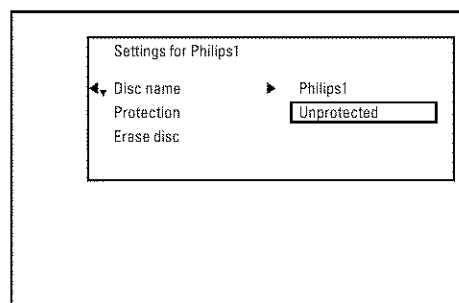 Settings for Philips1
Disc name Philips1
Protection Unprotected
Erase disc